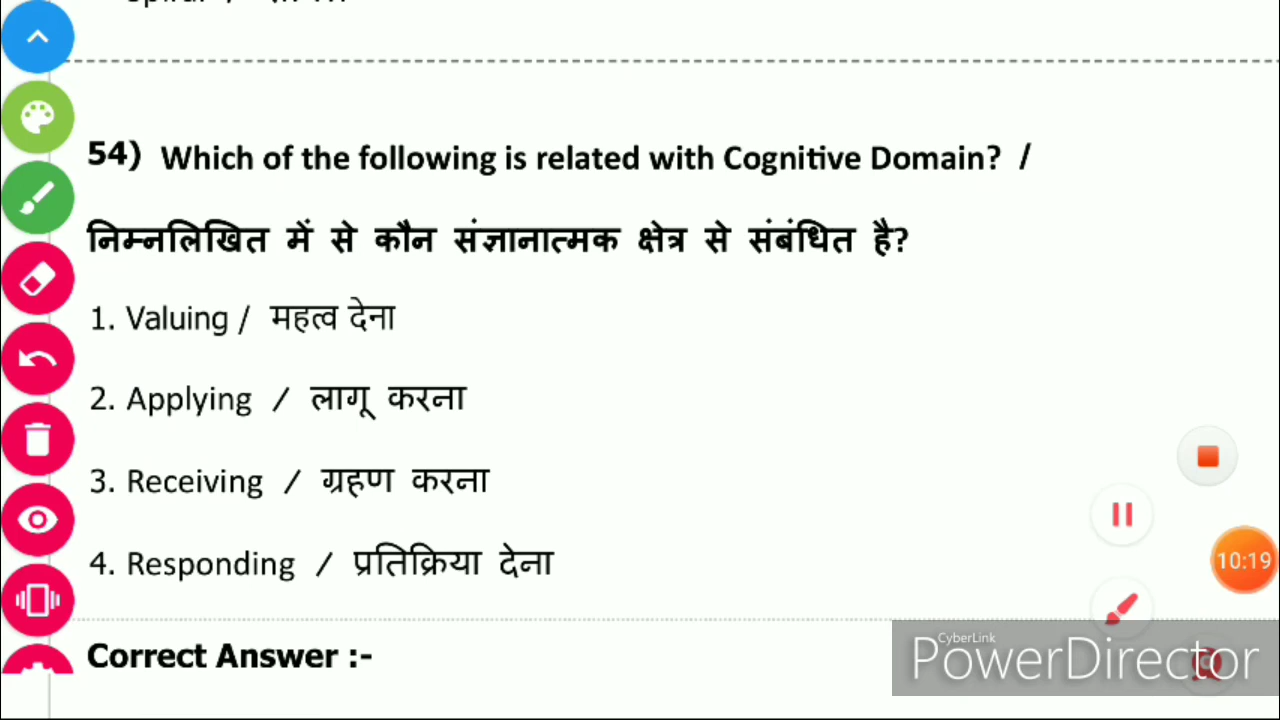 54) Which of the following is related with Cognitive Domain? /
निम्नलिखित में से कौन संज्ञानात्मक क्षेत्र से संबंधित है?
1. Valuing / महत्व देना
2. Applying / लागू करना
3. Receiving / ग्रहण करना
4. Responding / प्रतिक्रिया देना
10:19
Correct Answer :-
CyberLink
PowerDirector